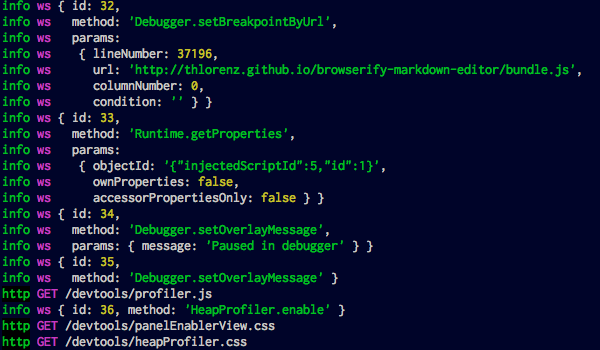 info ws { id: 32,
info ws   method: 'Debugger.setBreakpointByUrl',
info ws   params:
info ws    { lineNumber: 37196,
info ws      url: 'http://thlorenz.github.io/browserify-markdown-editor/bundle.js',
info ws      columnNumber: 0,
info ws      condition: '' } }
info ws { id: 33,
info ws   method: 'Runtime.getProperties',
info ws   params:
info ws    { objectId: '{"injectedScriptId":5,"id":1}',
info ws      ownProperties: false,
info ws      accessorPropertiesOnly: false } }
info ws { id: 34,
info ws   method: 'Debugger.setOverlayMessage',
info ws   params: { message: 'Paused in debugger' } }
info ws { id: 35,
info ws   method: 'Debugger.setOverlayMessage' }
http GET /devtools/profiler.js
info ws { id: 36, method: 'HeapProfiler.enable' }
http GET /devtools/panelEnablerView.css
http GET /devtools/heapProfiler.css